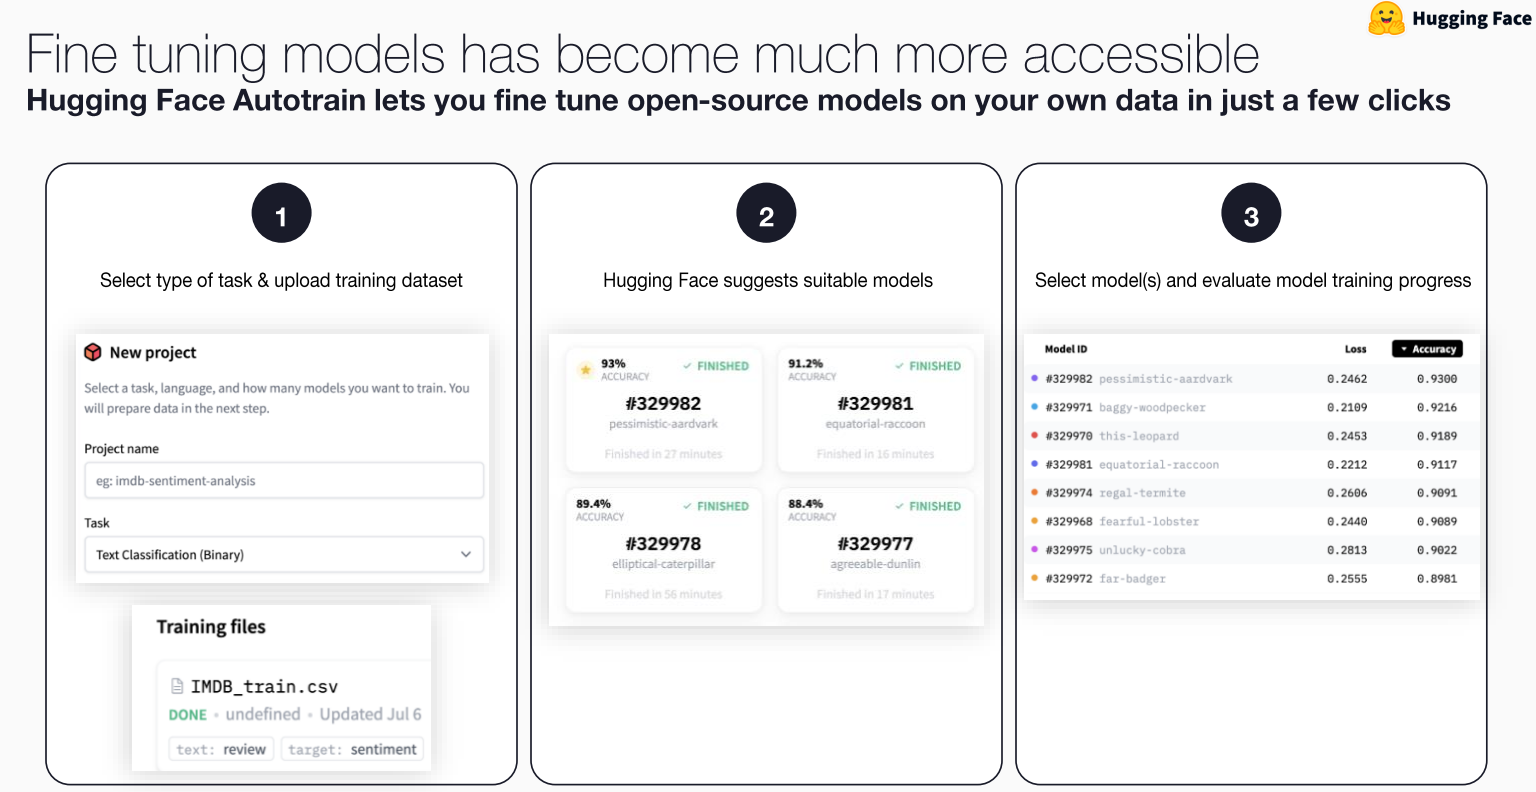 Hugging Face
Fine tuning models has become much more accessible
Hugging Face Autotrain lets you fine tune open-source models on your own data in just a few clicks
1
Select type of task & upload training dataset
New project
Select a task, language, and how many models you want to train. You
will prepare data in the next step.
Project name
eg: imdb-sentiment-analysis
Task
Text Classification (Binary)
Training files
IMDB_train.csv
DONE • undefined • Updated Jul 6
text: review target: sentiment
2
Hugging Face suggests suitable models
93%
ACCURACY
✓ FINISHED
#329982
pessimistic-aardvark
Finished in 27 minutes
91.2%
ACCURACY
✓ FINISHED
#329981
equatorial-raccoon
Finished in 16 minutes
89.4%
ACCURACY
✓ FINISHED
#329978
elliptical-caterpillar
Finished in 56 minutes
88.4%
ACCURACY
✓ FINISHED
#329977
agreeable-dunlin
Finished in 17 minutes
3
Select model(s) and evaluate model training progress
Model ID Loss Accuracy
#329982 pessimistic-aardvark 0.2462 0.9300
#329971 baggy-woodpecker 0.2109 0.9216
#329970 this-leopard 0.2453 0.9189
#329981 equatorial-raccoon 0.2212 0.9117
#329974 regal-termite 0.2606 0.9091
#329968 fearful-lobster 0.2440 0.9089
#329975 unlucky-cobra 0.2813 0.9022
#329972 far-badger 0.2555 0.8981